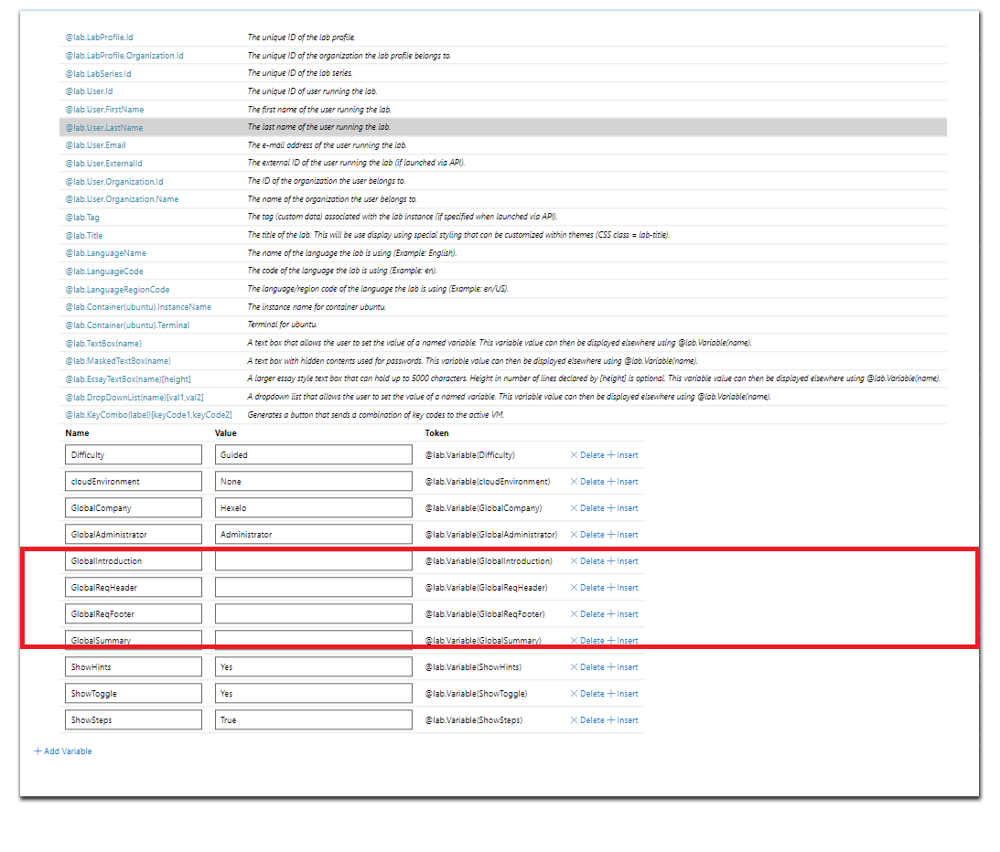 @lab.LabProfile.Id The unique ID of the lab profile.
@lab.LabProfile.Organization.Id The unique ID of the organization the lab profile belongs to.
@lab.LabSeries.Id The unique ID of the lab series.
@lab.User.Id The unique ID of user running the lab.
@lab.User.FirstName The first name of the user running the lab.
@lab.User.LastName The last name of the user running the lab.
@lab.User.Email The e-mail address of the user running the lab.
@lab.User.ExternalId The external ID of the user running the lab (if launched via API).
@lab.User.Organization.Id The ID of the organization the user belongs to.
@lab.User.Organization.Name The name of the organization the user belongs to.
@lab.Tag The tag (custom data) associated with the lab instance (if specified when launched via API).
@lab.Title The title of the lab. This will be use display using special styling that can be customized within themes (CSS class = lab-title).
@lab.LanguageName The name of the language the lab is using (Example: English).
@lab.LanguageCode The code of the language the lab is using (Example: en).
@lab.LanguageRegionCode The language/region code of the language the lab is using (Example: en/US).
@lab.Container(ubuntu).InstanceName The instance name for container ubuntu.
@lab.Container(ubuntu).Terminal Terminal for ubuntu.
@lab.TextBox(name) A text box that allows the user to set the value of a named variable. This variable value can then be displayed elsewhere using @lab.Variable(name).
@lab.MaskedTextBox(name) A text box with hidden contents used for passwords. This variable value can then be displayed elsewhere using @lab.Variable(name).
@lab.EssayTextBox(name)[height] A larger essay style text box that can hold up to 5000 characters. Height in number of lines declared by [height] is optional. This variable value can then be displayed elsewhere using @lab.Variable(name).
@lab.DropDownList(name)[val1,val2] A dropdown list that allows the user to set the value of a named variable. This variable value can then be displayed elsewhere using @lab.Variable(name).
@lab.KeyCombo(label)[keyCode1,keyCode2] Generates a button that sends a combination of key codes to the active VM.
Name Value Token
Difficulty Guided @lab.Variable(Difficulty) Delete Insert
cloudEnvironment None @lab.Variable(cloudEnvironment) Delete Insert
GlobalCompany Hexelo @lab.Variable(GlobalCompany) Delete Insert
GlobalAdministrator Administrator @lab.Variable(GlobalAdministrator) Delete Insert
GlobalIntroduction @lab.Variable(GlobalIntroduction) Delete Insert
GlobalReqHeader @lab.Variable(GlobalReqHeader) Delete Insert
GlobalReqFooter @lab.Variable(GlobalReqFooter) Delete Insert
GlobalSummary @lab.Variable(GlobalSummary) Delete Insert
ShowHints Yes @lab.Variable(ShowHints) Delete Insert
ShowToggle Yes @lab.Variable(ShowToggle) Delete Insert
ShowSteps True @lab.Variable(ShowSteps) Delete Insert
Add Variable